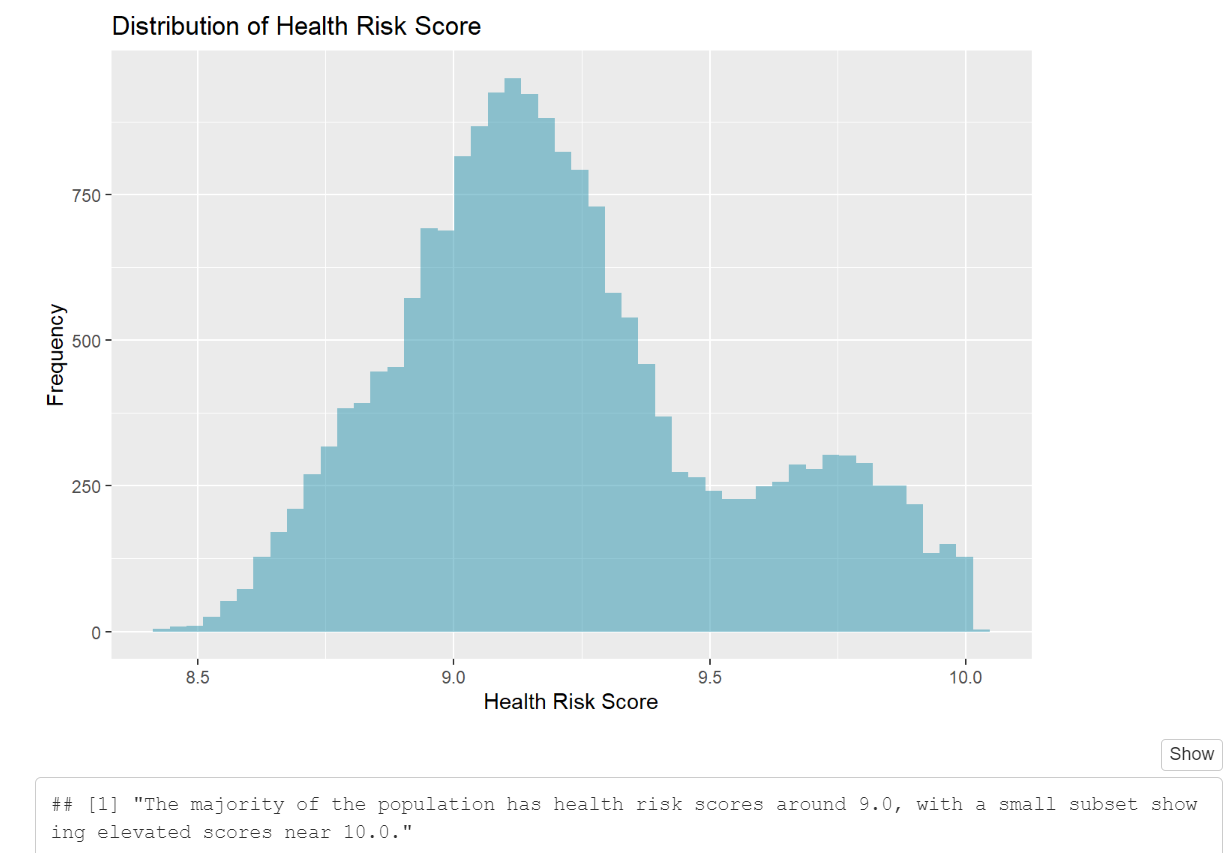 Distribution of Health Risk Score
750
500
250
0
Frequency
8.5 9.0 9.5 10.0
Health Risk Score
Show
## [1] "The majority of the population has health risk scores around 9.0, with a small subset show
ing elevated scores near 10.0."